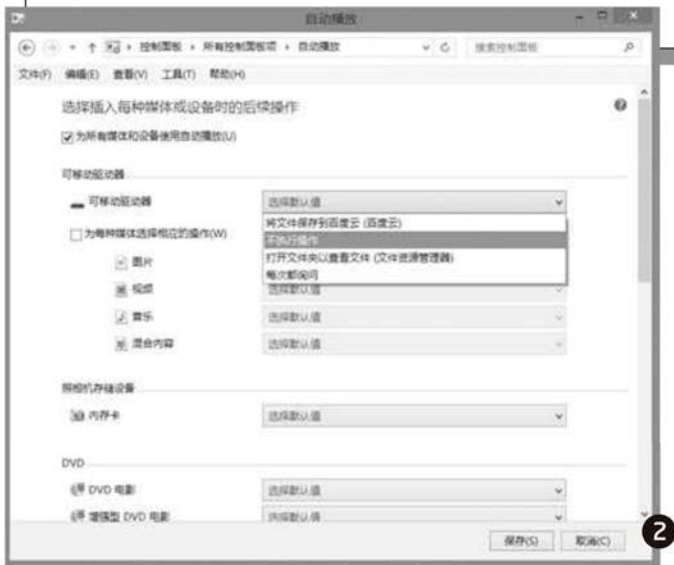 自动播放
控制面板 › 所有控制面板项 › 自动播放
搜索控制面板
文件(F) 编辑(E) 查看(V) 工具(T) 帮助(H)
选择插入每种媒体或设备时的后续操作
为所有媒体和设备使用自动播放(U)
可移动驱动器
可移动驱动器 选择默认值
将文件保存到百度云 (百度云)
为每种媒体选择相应的操作(W) 不执行操作
图片 打开文件夹以查看文件 (文件资源管理器)
每次都询问
视频 选择默认值
音乐 选择默认值
混合内容 选择默认值
照相机存储设备
内存卡 选择默认值
DVD
DVD 电影 选择默认值
增强型 DVD 电影 选择默认值
保存(S) 取消(C)
2